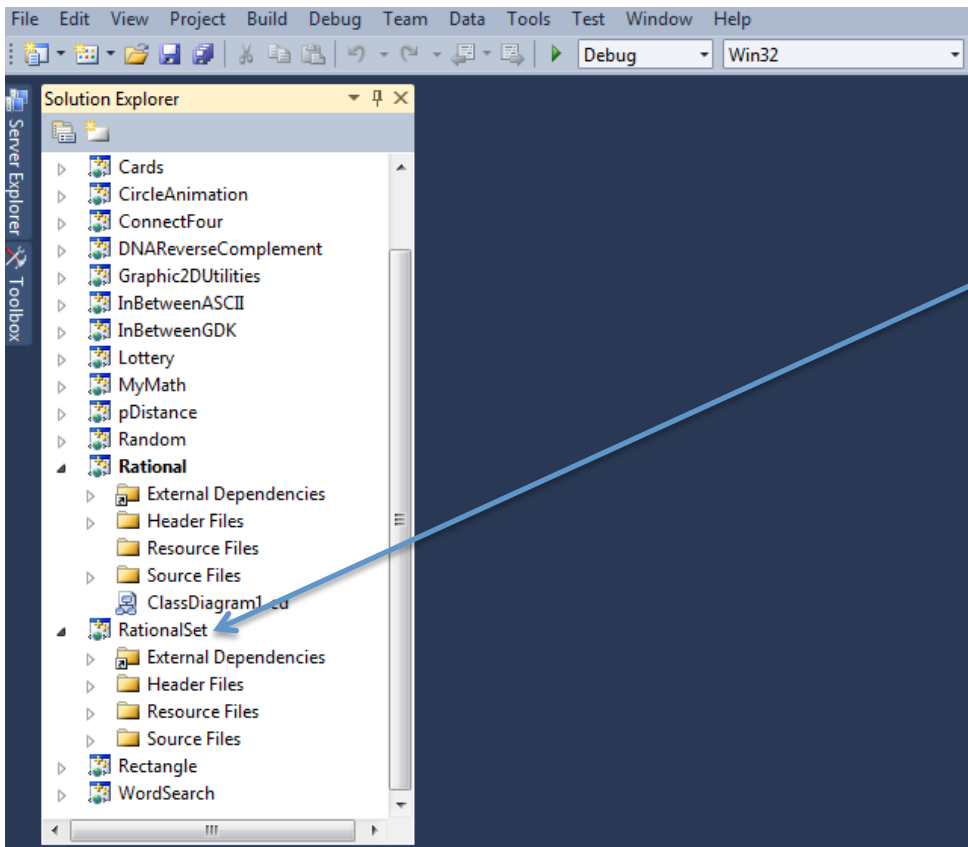 File Edit View Project Build Debug Team Data Tools Test Window Help
Debug Win32
Server Explorer
Toolbox
Solution Explorer
Cards
CircleAnimation
ConnectFour
DNAReverseComplement
Graphic2DUtilities
InBetweenASCII
InBetweenGDK
Lottery
MyMath
pDistance
Random
Rational
External Dependencies
Header Files
Resource Files
Source Files
ClassDiagram1.cd
RationalSet
External Dependencies
Header Files
Resource Files
Source Files
Rectangle
WordSearch